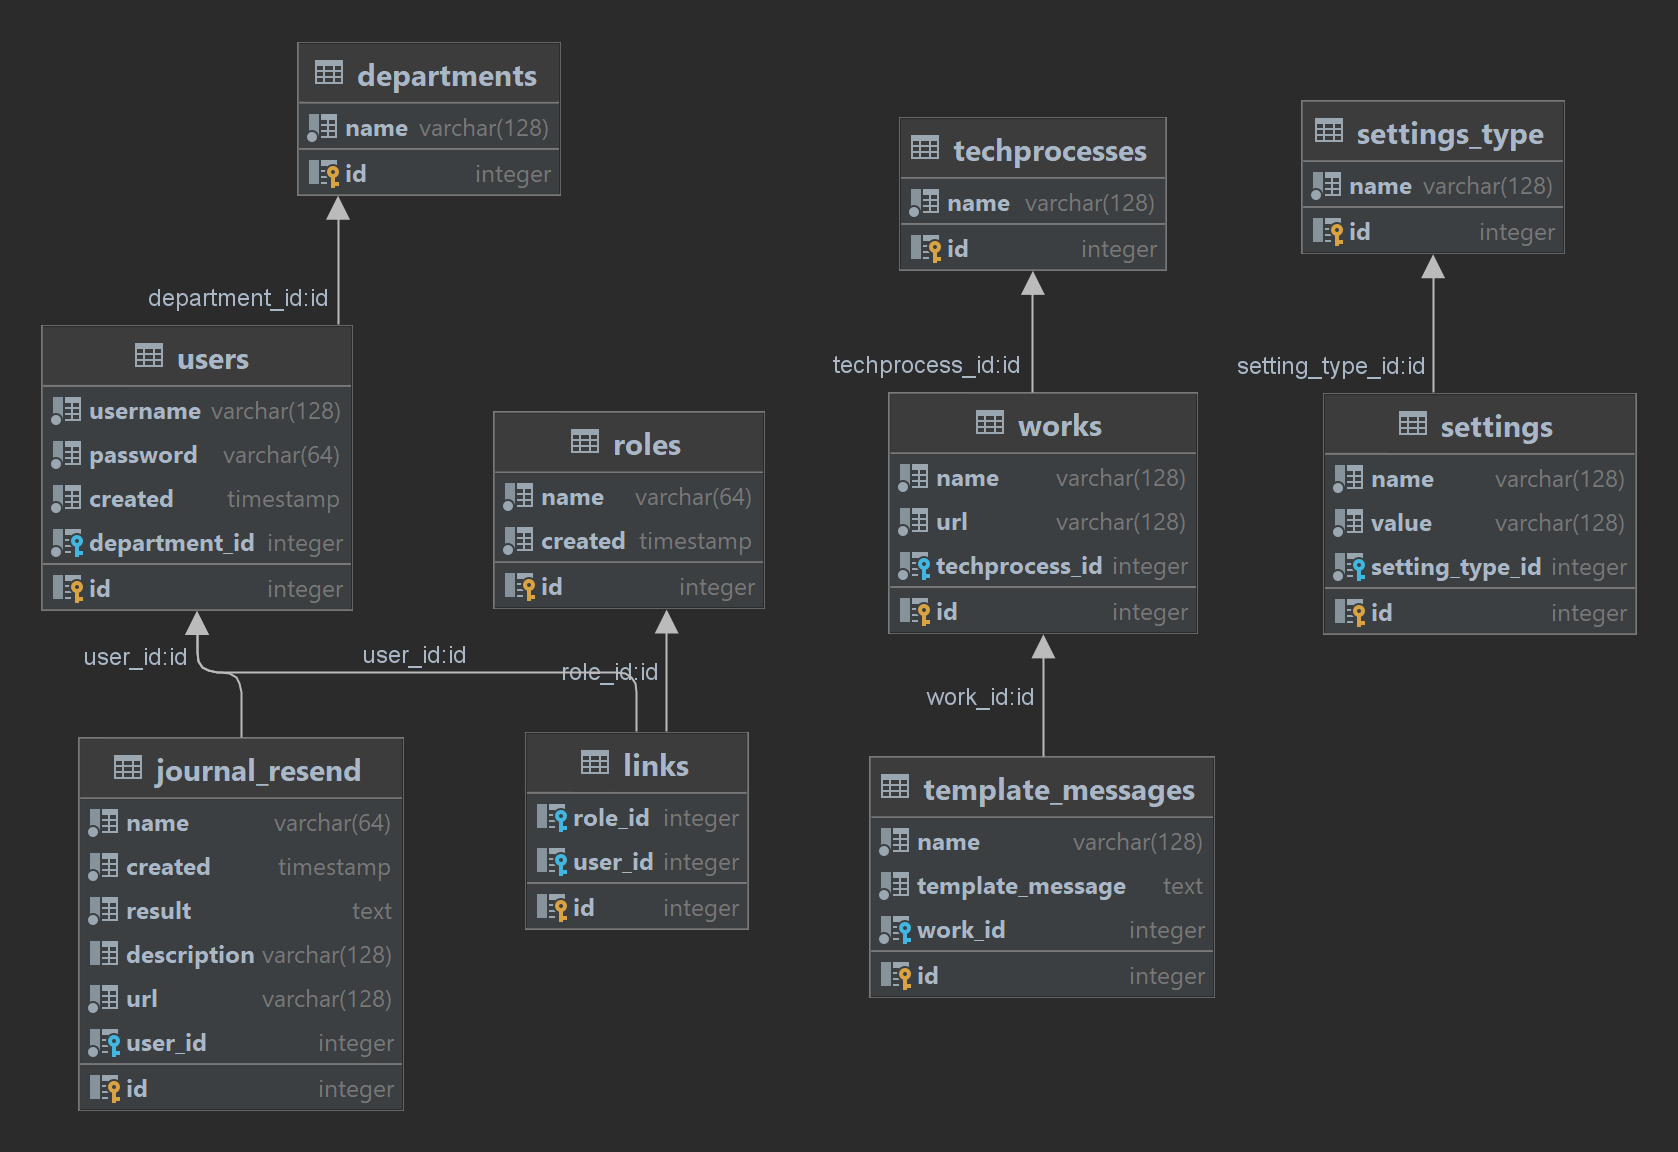 departments
name varchar(128)
id integer
department_id:id
users
username varchar(128)
password varchar(64)
created timestamp
department_id integer
id integer
user_id:id
user_id:id
roles
name varchar(64)
created timestamp
id integer
role_id:id
journal_resend
name varchar(64)
created timestamp
result text
description varchar(128)
url varchar(128)
user_id integer
id integer
links
role_id integer
user_id integer
id integer
techprocesses
name varchar(128)
id integer
techprocess_id:id
works
name varchar(128)
url varchar(128)
techprocess_id integer
id integer
work_id:id
template_messages
name varchar(128)
template_message text
work_id integer
id integer
settings_type
name varchar(128)
id integer
setting_type_id:id
settings
name varchar(128)
value varchar(128)
setting_type_id integer
id integer